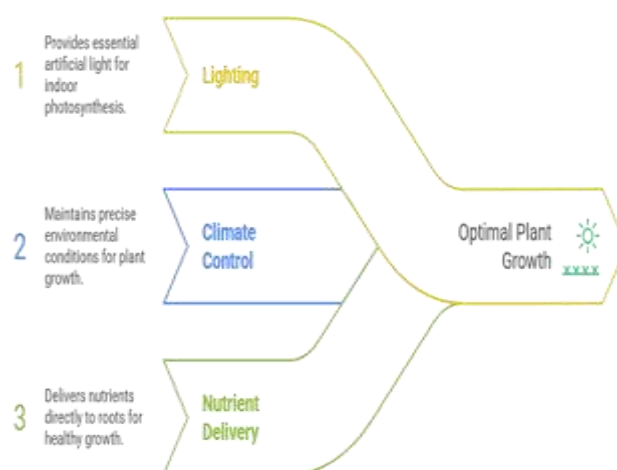 1
Provides essential
artificial light for
indoor
photosynthesis.
Lighting
2
Maintains precise
environmental
conditions for plant
growth.
Climate
Control
Optimal Plant
Growth
3
Delivers nutrients
directly to roots for
healthy growth.
Nutrient
Delivery